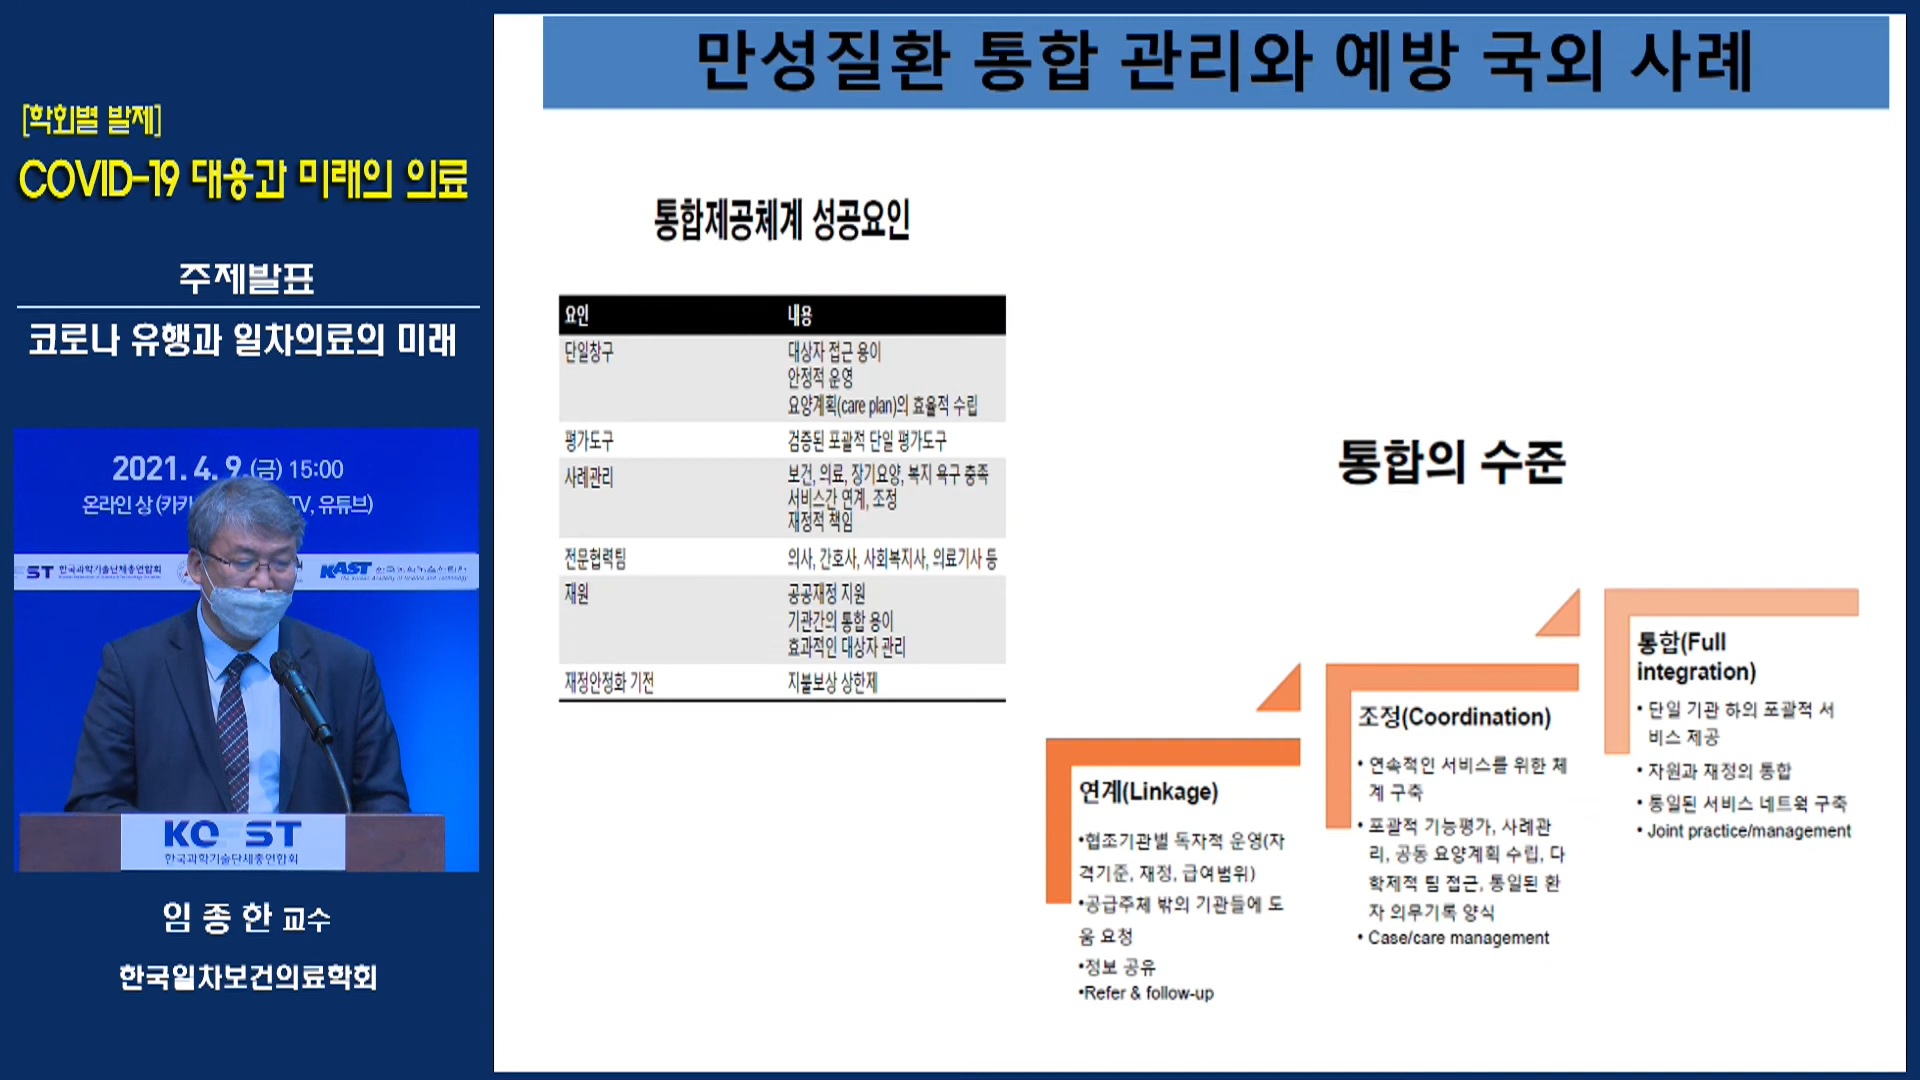 [학회별 발제]
COVID-19 대응과 미래의 의료
주제발표
코로나 유행과 일차의료의 미래
2021. 4. 9.(금) 15:00
온라인 상 (카카 TV, 유튜브)
ST 한국과학기술단체총연합회
KAST
KOFST
한국과학기술단체총연합회
임 종 한 교수
한국일차보건의료학회
만성질환 통합 관리와 예방 국외 사례
통합제공체계 성공요인
요인 내용
단일창구 대상자 접근 용이
안정적 운영
요양계획(care plan)의 효율적 수립
평가도구 검증된 포괄적 단일 평가도구
사례관리 보건, 의료, 장기요양, 복지 욕구 충족
서비스간 연계, 조정
재정적 책임
전문협력팀 의사, 간호사, 사회복지사, 의료기사 등
재원 공공재정 지원
기관간의 통합 용이
효과적인 대상자 관리
재정안정화 기전 지불보상 상한제
통합의 수준
연계(Linkage)
•협조기관별 독자적 운영(자
격기준, 재정, 급여범위)
•공급주체 밖의 기관들에 도
움 요청
•정보 공유
•Refer & follow-up
조정(Coordination)
• 연속적인 서비스를 위한 체
계 구축
• 포괄적 기능평가, 사례관
리, 공동 요양계획 수립, 다
학제적 팀 접근, 통일된 환
자 의무기록 양식
• Case/care management
통합(Full
integration)
• 단일 기관 하의 포괄적 서
비스 제공
• 자원과 재정의 통합
• 통일된 서비스 네트웍 구축
• Joint practice/management